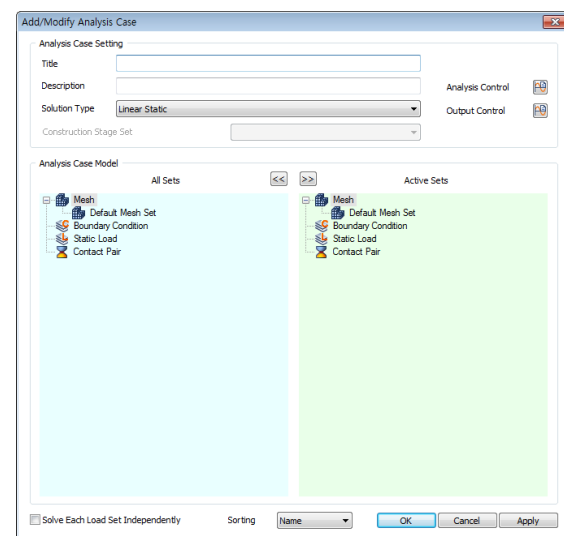 Add/Modify Analysis Case
Analysis Case Setting
Title
Description
Analysis Control
Solution Type
Linear Static
Output Control
Construction Stage Set
Analysis Case Model
All Sets
<<
>>
Active Sets
Mesh
Default Mesh Set
Boundary Condition
Static Load
Contact Pair
Mesh
Default Mesh Set
Boundary Condition
Static Load
Contact Pair
Solve Each Load Set Independently
Sorting
Name
OK
Cancel
Apply